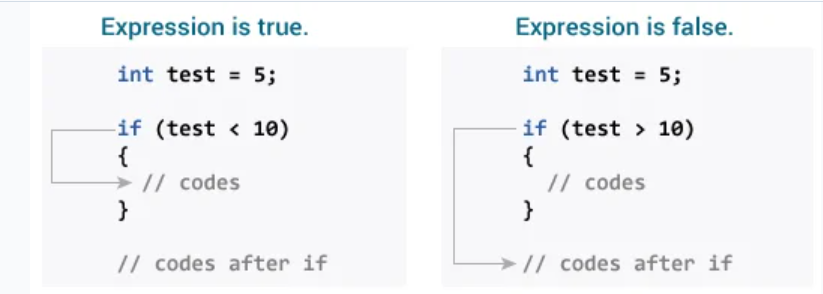 Expression is true.
int test = 5;
if (test < 10)
{
// codes
}
// codes after if
Expression is false.
int test = 5;
if (test > 10)
{
// codes
}
// codes after if